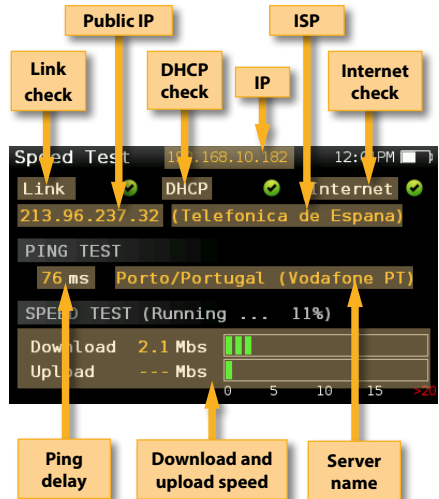 Public IP
ISP
Link check
DHCP check
IP
Internet check
Speed Test 192.168.10.182 PM
Link DHCP Internet
213.96.237.32 (Telefonica de Espana)
PING TEST
76 ms Porto/Portugal (Vodafone PT)
SPEED TEST (Running ... 11%)
Download 2.1 Mbs
Upload --- Mbs
0 5 10 15 >20
Ping delay
Download and upload speed
Server name